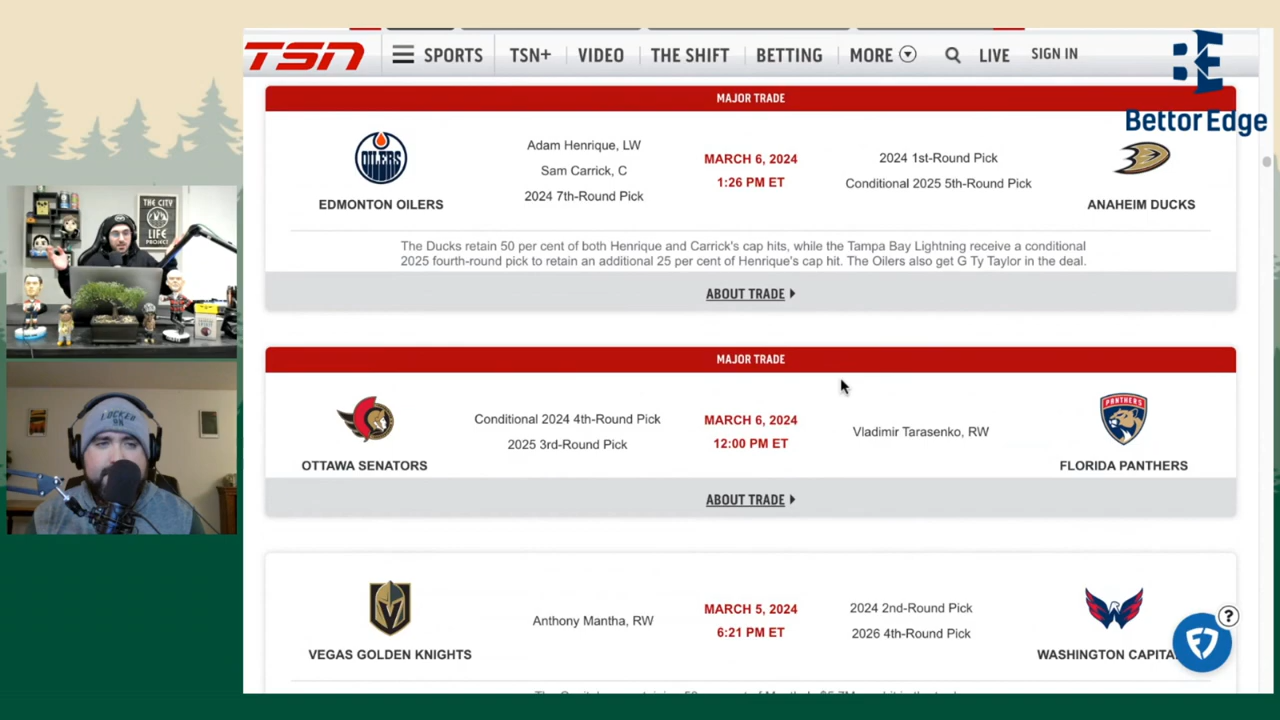 TSN
SPORTS
TSN+
VIDEO
THE SHIFT
BETTING
MORE
LIVE
SIGN IN
BettorEdge
MAJOR TRADE
OILERS
EDMONTON OILERS
Adam Henrique, LW
Sam Carrick, C
2024 7th-Round Pick
MARCH 6, 2024
1:26 PM ET
2024 1st-Round Pick
Conditional 2025 5th-Round Pick
ANAHEIM DUCKS
The Ducks retain 50 per cent of both Henrique and Carrick's cap hits, while the Tampa Bay Lightning receive a conditional
2025 fourth-round pick to retain an additional 25 per cent of Henrique's cap hit. The Oilers also get G Ty Taylor in the deal.
ABOUT TRADE
THE CITY
LIFE
PROJECT
MAJOR TRADE
OTTAWA SENATORS
Conditional 2024 4th-Round Pick
2025 3rd-Round Pick
MARCH 6, 2024
12:00 PM ET
Vladimir Tarasenko, RW
PANTHERS
FLORIDA PANTHERS
ABOUT TRADE
VEGAS GOLDEN KNIGHTS
Anthony Mantha, RW
MARCH 5, 2024
6:21 PM ET
2024 2nd-Round Pick
2026 4th-Round Pick
WASHINGTON CAPITA
?